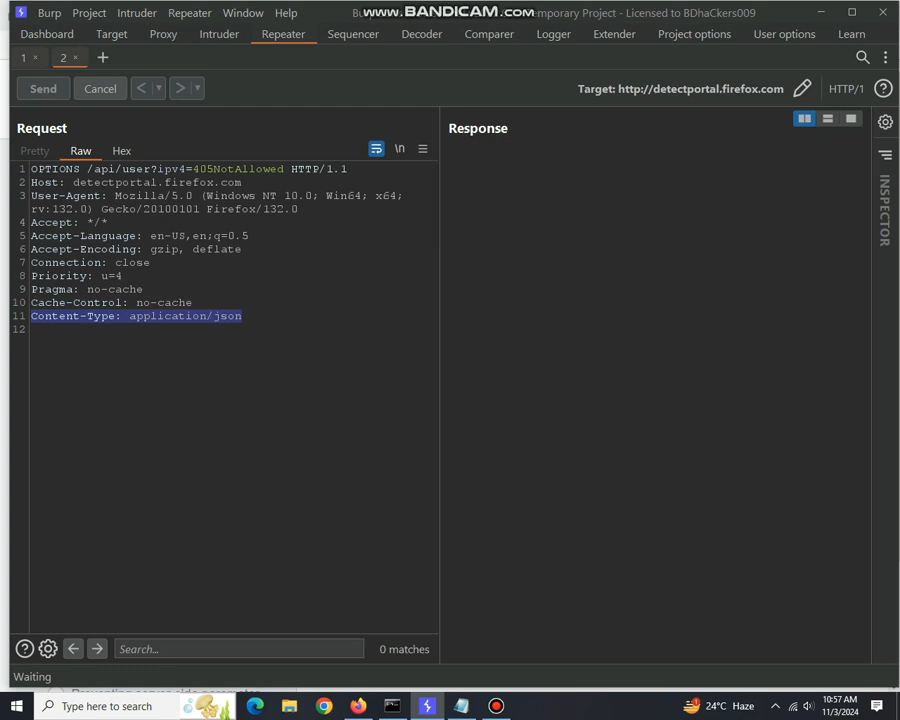 Burp Project Intruder Repeater Window Help Bu www.BANDICAM.com emporary Project - Licensed to BDhaCkers009
Dashboard Target Proxy Intruder Repeater Sequencer Decoder Comparer Logger Extender Project options User options Learn
1 × 2 × +
Send Cancel < > Target: http://detectportal.firefox.com HTTP/1 ?
Request
Response
Pretty Raw Hex \n
1 OPTIONS /api/user?ipv4=405NotAllowed HTTP/1.1
2 Host: detectportal.firefox.com
3 User-Agent: Mozilla/5.0 (Windows NT 10.0; Win64; x64;
rv:132.0) Gecko/20100101 Firefox/132.0
4 Accept: */*
5 Accept-Language: en-US,en;q=0.5
6 Accept-Encoding: gzip, deflate
7 Connection: close
8 Priority: u=4
9 Pragma: no-cache
10 Cache-Control: no-cache
11 Content-Type: application/json
12
INSPECTOR
? Search... 0 matches
Waiting
Type here to search
24°C Haze
10:57 AM
11/3/2024